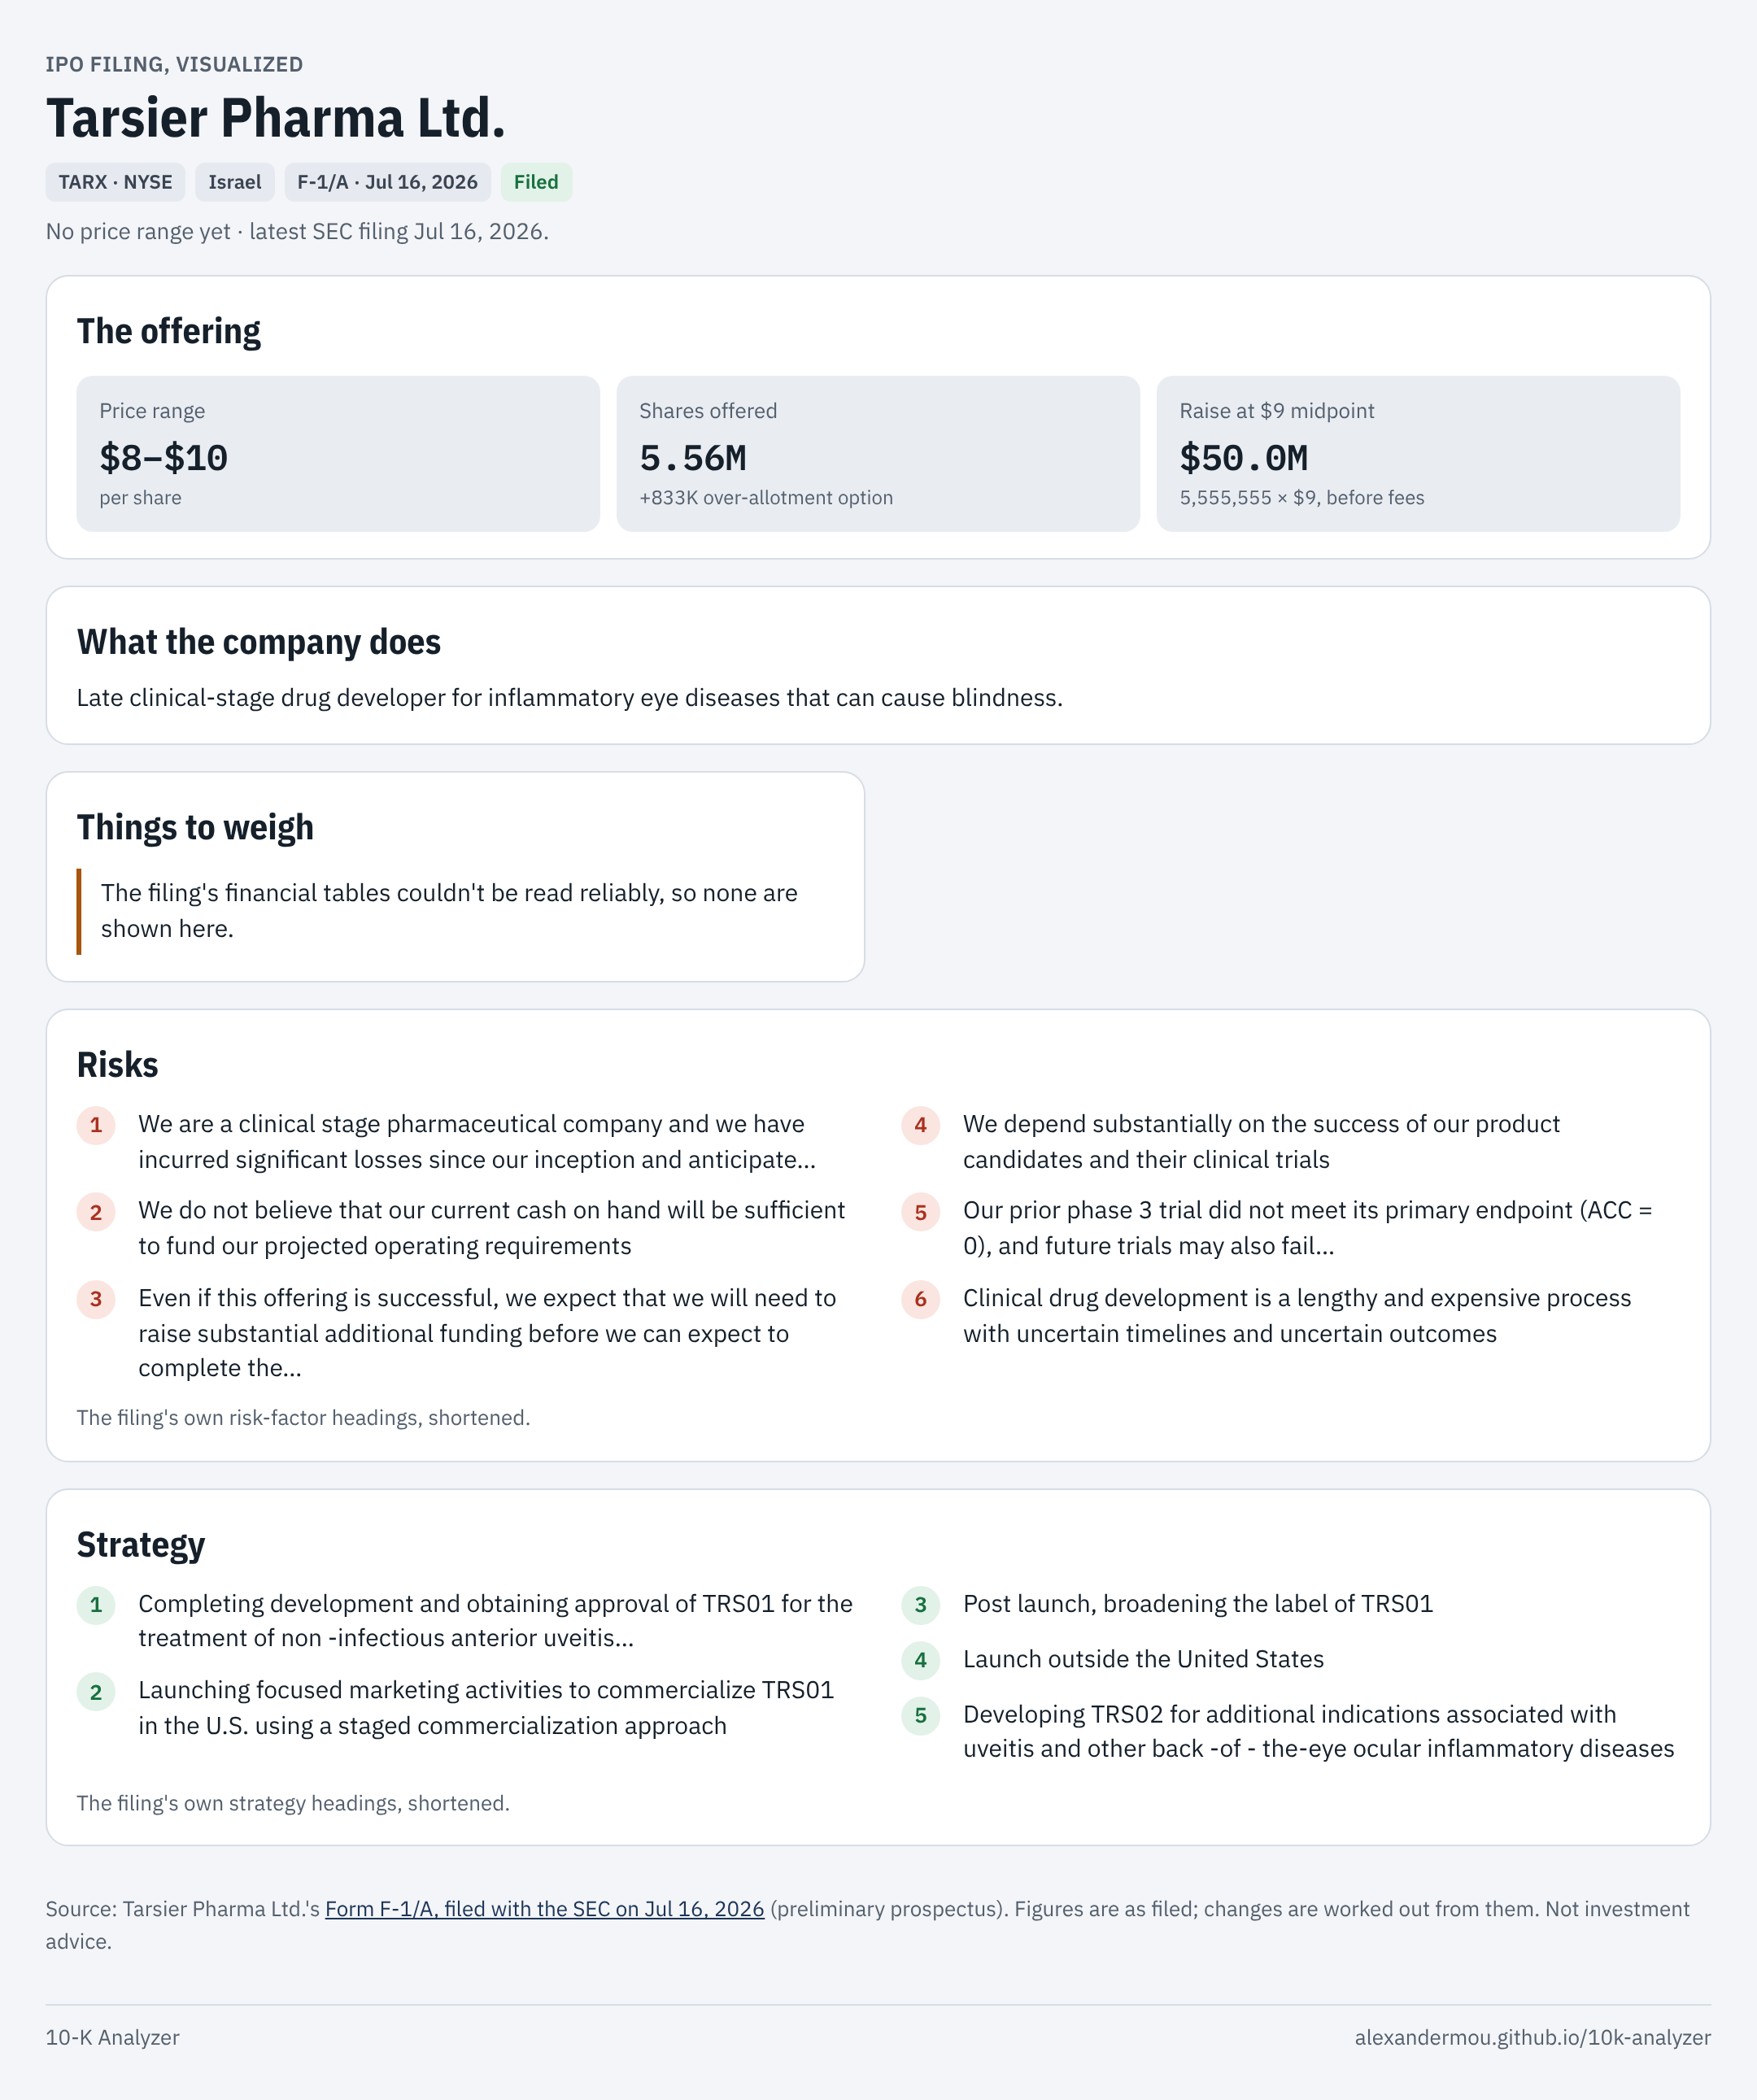 IPO FILING, VISUALIZED
Tarsier Pharma Ltd.
TARX · NYSE
Israel
F-1/A · Jul 16, 2026
Filed
No price range yet · latest SEC filing Jul 16, 2026.
The offering
Price range
$8–$10
per share
Shares offered
5.56M
+833K over-allotment option
Raise at $9 midpoint
$50.0M
5,555,555 × $9, before fees
What the company does
Late clinical-stage drug developer for inflammatory eye diseases that can cause blindness.
Things to weigh
The filing's financial tables couldn't be read reliably, so none are
shown here.
Risks
1
We are a clinical stage pharmaceutical company and we have
incurred significant losses since our inception and anticipate...
2
We do not believe that our current cash on hand will be sufficient
to fund our projected operating requirements
3
Even if this offering is successful, we expect that we will need to
raise substantial additional funding before we can expect to
complete the...
4
We depend substantially on the success of our product
candidates and their clinical trials
5
Our prior phase 3 trial did not meet its primary endpoint (ACC =
0), and future trials may also fail...
6
Clinical drug development is a lengthy and expensive process
with uncertain timelines and uncertain outcomes
The filing's own risk-factor headings, shortened.
Strategy
1
Completing development and obtaining approval of TRS01 for the
treatment of non -infectious anterior uveitis...
2
Launching focused marketing activities to commercialize TRS01
in the U.S. using a staged commercialization approach
3
Post launch, broadening the label of TRS01
4
Launch outside the United States
5
Developing TRS02 for additional indications associated with
uveitis and other back -of - the-eye ocular inflammatory diseases
The filing's own strategy headings, shortened.
Source: Tarsier Pharma Ltd.'s Form F-1/A, filed with the SEC on Jul 16, 2026 (preliminary prospectus). Figures are as filed; changes are worked out from them. Not investment
advice.
10-K Analyzer
alexandermou.github.io/10k-analyzer